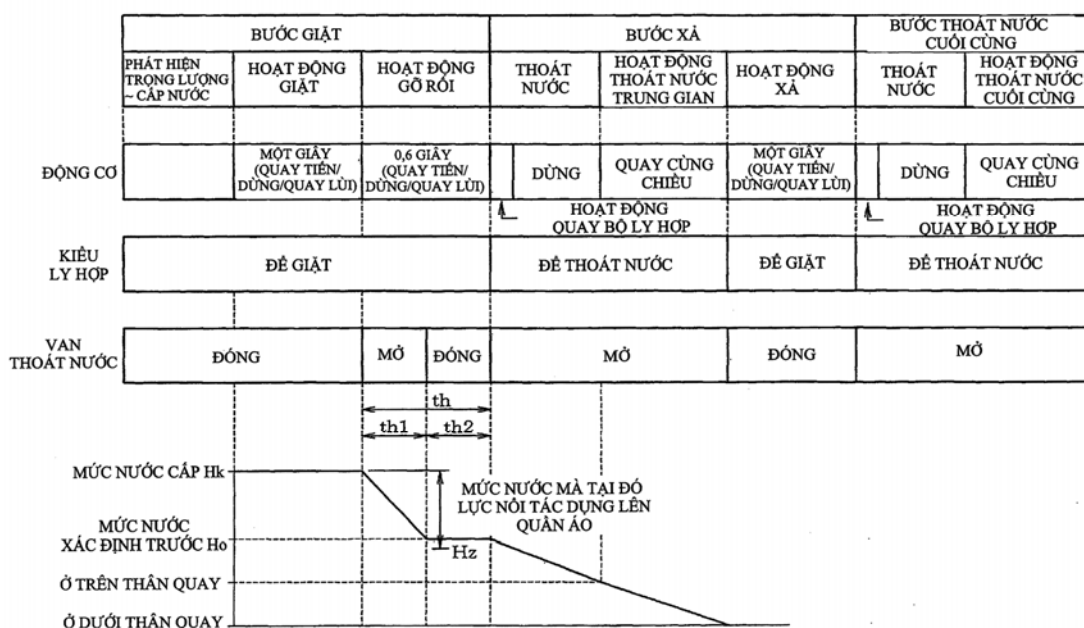 BƯỚC GIẶT
BƯỚC XẢ
BƯỚC THOÁT NƯỚC
CUỐI CÙNG
PHÁT HIỆN
TRỌNG LƯỢNG
~ CẤP NƯỚC
HOẠT ĐỘNG
GIẶT
HOẠT ĐỘNG
GỠ RỐI
THOÁT
NƯỚC
HOẠT ĐỘNG
THOÁT NƯỚC
TRUNG GIAN
HOẠT ĐỘNG
XẢ
THOÁT
NƯỚC
HOẠT ĐỘNG
THOÁT NƯỚC
CUỐI CÙNG
ĐỘNG CƠ
MỘT GIÂY
(QUAY TIẾN/
DỪNG/QUAY LÙI)
0,6 GIÂY
(QUAY TIẾN/
DỪNG/QUAY LÙI)
DỪNG
QUAY CÙNG
CHIỀU
MỘT GIÂY
(QUAY TIẾN/
DỪNG/QUAY LÙI)
DỪNG
QUAY CÙNG
CHIỀU
HOẠT ĐỘNG
QUAY BỘ LY HỢP
HOẠT ĐỘNG
QUAY BỘ LY HỢP
KIỂU
LY HỢP
ĐỂ GIẶT
ĐỂ THOÁT NƯỚC
ĐỂ GIẶT
ĐỂ THOÁT NƯỚC
VAN
THOÁT NƯỚC
ĐÓNG
MỞ
ĐÓNG
MỞ
ĐÓNG
MỞ
th
th1
th2
MỨC NƯỚC CẤP Hk
MỨC NƯỚC MÀ TẠI ĐÓ
LỰC NỔI TÁC DỤNG LÊN
QUẦN ÁO
MỨC NƯỚC
XÁC ĐỊNH TRƯỚC Ho
Hz
Ở TRÊN THÂN QUAY
Ở DƯỚI THÂN QUAY